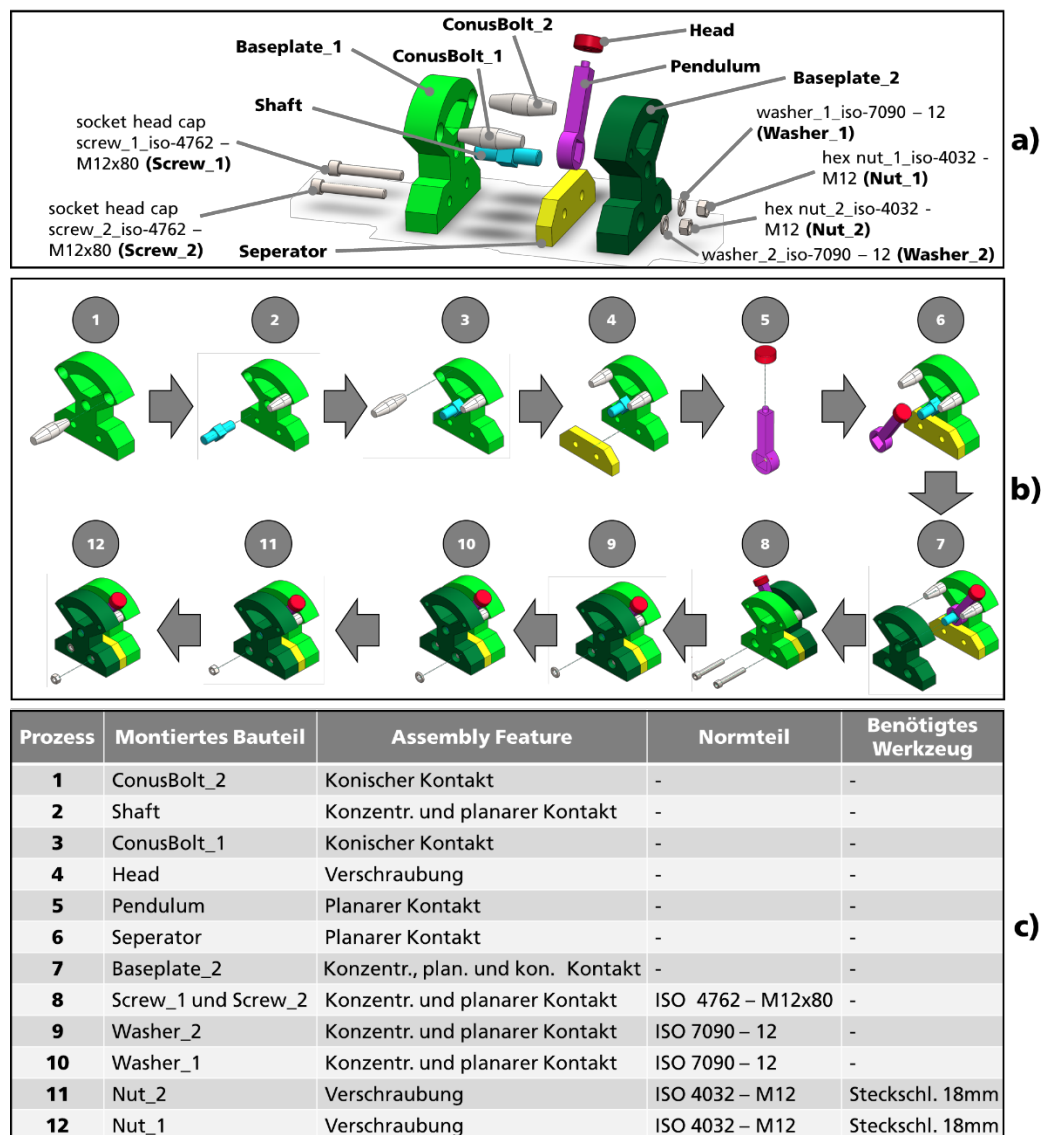 ConusBolt_2
Baseplate_1
ConusBolt_1
Head
Pendulum
Baseplate_2
Shaft
socket head cap
screw_1_iso-4762 –
M12x80 (Screw_1)
washer_1_iso-7090 – 12
(Washer_1)
hex nut_1_iso-4032 -
M12 (Nut_1)
socket head cap
screw_2_iso-4762 –
M12x80 (Screw_2)
Seperator
hex nut_2_iso-4032 -
M12 (Nut_2)
washer_2_iso-7090 – 12 (Washer_2)
a)
1 2 3 4 5 6
b)
12 11 10 9 8 7
Prozess Montiertes Bauteil Assembly Feature Normteil Benötigtes
Werkzeug
1 ConusBolt_2 Konischer Kontakt - -
2 Shaft Konzentr. und planarer Kontakt - -
3 ConusBolt_1 Konischer Kontakt - -
4 Head Verschraubung - -
5 Pendulum Planarer Kontakt - -
6 Seperator Planarer Kontakt - -
c)
7 Baseplate_2 Konzentr., plan. und kon. Kontakt - -
8 Screw_1 und Screw_2 Konzentr. und planarer Kontakt ISO 4762 – M12x80 -
9 Washer_2 Konzentr. und planarer Kontakt ISO 7090 – 12 -
10 Washer_1 Konzentr. und planarer Kontakt ISO 7090 – 12 -
11 Nut_2 Verschraubung ISO 4032 – M12 Steckschl. 18mm
12 Nut_1 Verschraubung ISO 4032 – M12 Steckschl. 18mm